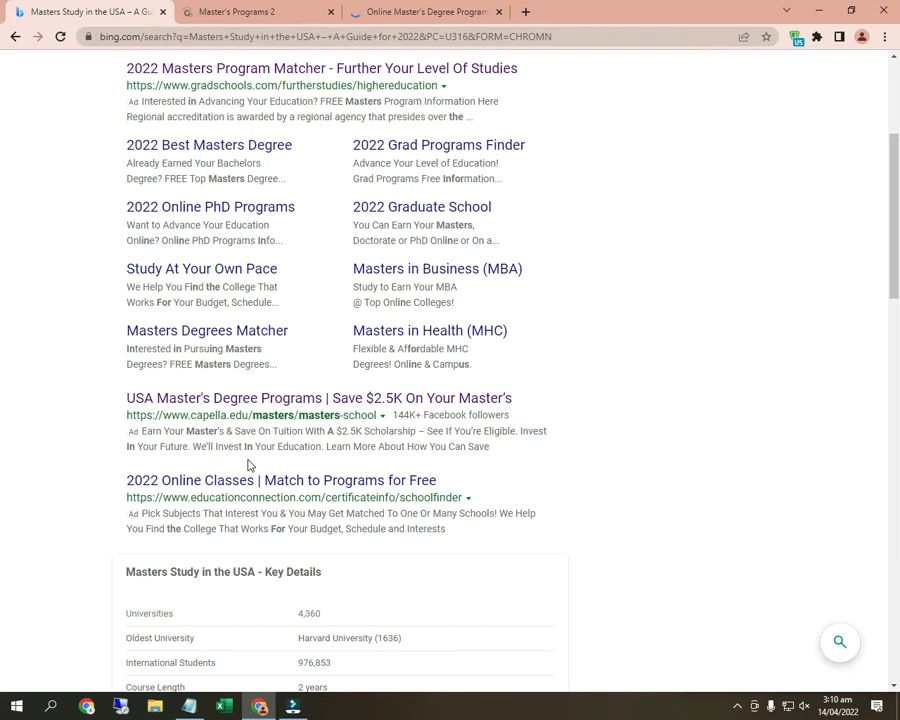 Masters Study in the USA – A Gu
Master's Programs 2
Online Master's Degree Program
bing.com/search?q=Masters+Study+in+the+USA+–+A+Guide+for+2022&PC=U316&FORM=CHROMN
US
2022 Masters Program Matcher - Further Your Level Of Studies
https://www.gradschools.com/furtherstudies/highereducation
Ad Interested in Advancing Your Education? FREE Masters Program Information Here
Regional accreditation is awarded by a regional agency that presides over the ...
2022 Best Masters Degree
Already Earned Your Bachelors
Degree? FREE Top Masters Degree...
2022 Grad Programs Finder
Advance Your Level of Education!
Grad Programs Free Information...
2022 Online PhD Programs
Want to Advance Your Education
Online? Online PhD Programs Info...
2022 Graduate School
You Can Earn Your Masters,
Doctorate or PhD Online or On a...
Study At Your Own Pace
We Help You Find the College That
Works For Your Budget, Schedule...
Masters in Business (MBA)
Study to Earn Your MBA
@ Top Online Colleges!
Masters Degrees Matcher
Interested in Pursuing Masters
Degrees? FREE Masters Degrees...
Masters in Health (MHC)
Flexible & Affordable MHC
Degrees! Online & Campus.
USA Master's Degree Programs | Save $2.5K On Your Master's
https://www.capella.edu/masters/masters-school 144K+ Facebook followers
Ad Earn Your Master's & Save On Tuition With A $2.5K Scholarship – See If You're Eligible. Invest
In Your Future. We'll Invest In Your Education. Learn More About How You Can Save
2022 Online Classes | Match to Programs for Free
https://www.educationconnection.com/certificateinfo/schoolfinder
Ad Pick Subjects That Interest You & You May Get Matched To One Or Many Schools! We Help
You Find the College That Works For Your Budget, Schedule and Interests
Masters Study in the USA - Key Details
Universities 4,360
Oldest University Harvard University (1636)
International Students 976,853
Course Length 2 years
3:10 am
14/04/2022